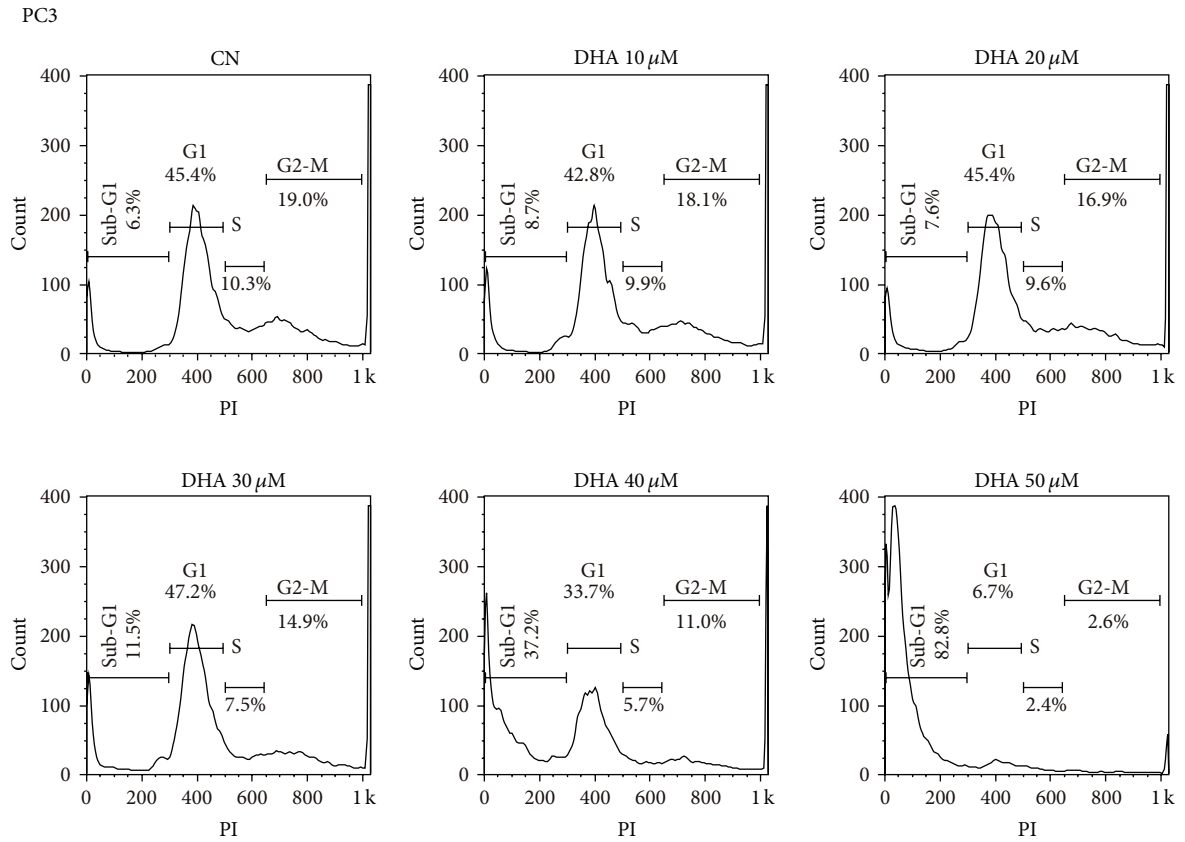 PC3
CN
400
300
200
100
0
Count
Sub-G1
6.3%
G1
45.4%
S
10.3%
G2-M
19.0%
0 200 400 600 800 1 k
PI
DHA 10 μM
400
300
200
100
0
Count
Sub-G1
8.7%
G1
42.8%
S
9.9%
G2-M
18.1%
0 200 400 600 800 1 k
PI
DHA 20 μM
400
300
200
100
0
Count
Sub-G1
7.6%
G1
45.4%
S
9.6%
G2-M
16.9%
0 200 400 600 800 1 k
PI
DHA 30 μM
400
300
200
100
0
Count
Sub-G1
11.5%
G1
47.2%
S
7.5%
G2-M
14.9%
0 200 400 600 800 1 k
PI
DHA 40 μM
400
300
200
100
0
Count
Sub-G1
37.2%
G1
33.7%
S
5.7%
G2-M
11.0%
0 200 400 600 800 1 k
PI
DHA 50 μM
400
300
200
100
0
Count
Sub-G1
82.8%
G1
6.7%
S
2.4%
G2-M
2.6%
0 200 400 600 800 1 k
PI